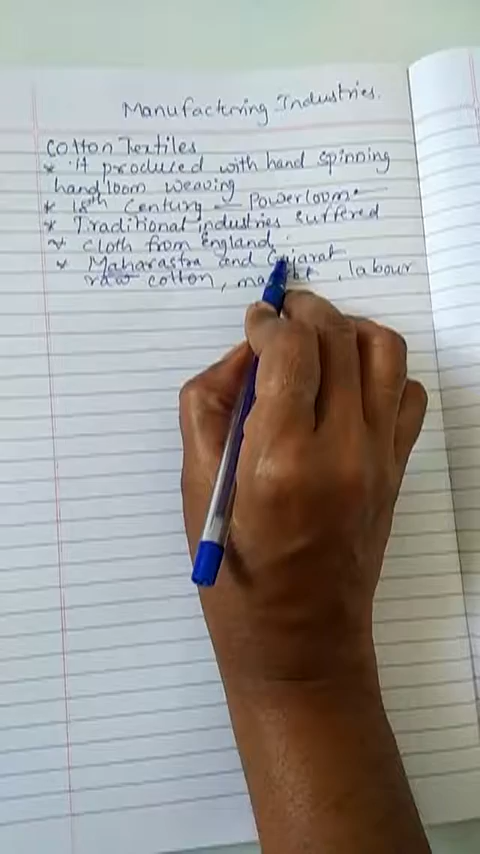 Manufacturing Industries.
Cotton Textiles
* It produced with hand spinning
handloom weaving
* 18th Century - Powerloom
* Traditional industries suffered
* Cloth from England.
* Maharastra and Gujarat
raw cotton, market, labour